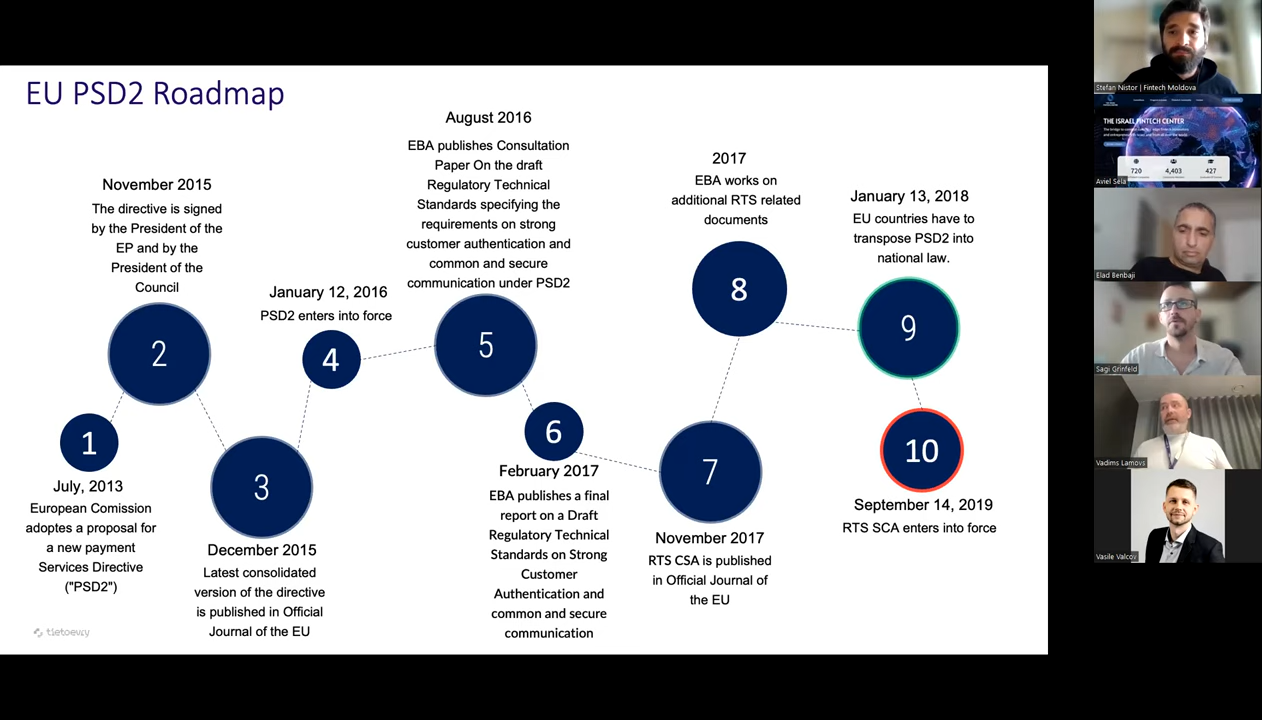 EU PSD2 Roadmap
1
July, 2013
European Comission
adopts a proposal for
a new payment
Services Directive
("PSD2")
November 2015
The directive is signed
by the President of the
EP and by the
President of the
Council
2
3
December 2015
Latest consolidated
version of the directive
is published in Official
Journal of the EU
January 12, 2016
PSD2 enters into force
4
August 2016
EBA publishes Consultation
Paper On the draft
Regulatory Technical
Standards specifying the
requirements on strong
customer authentication and
common and secure
communication under PSD2
5
6
February 2017
EBA publishes a final
report on a Draft
Regulatory Technical
Standards on Strong
Customer
Authentication and
common and secure
communication
7
November 2017
RTS CSA is published
in Official Journal of
the EU
2017
EBA works on
additional RTS related
documents
8
January 13, 2018
EU countries have to
transpose PSD2 into
national law.
9
10
September 14, 2019
RTS SCA enters into force
tietoevry
Stefan Nistor | Fintech Moldova
THE ISRAEL FINTECH CENTER
720
4,403
427
Aviel Sela
Elad Benbaji
Sagi Grinfeld
Vadims Lamovs
Vasile Valcov